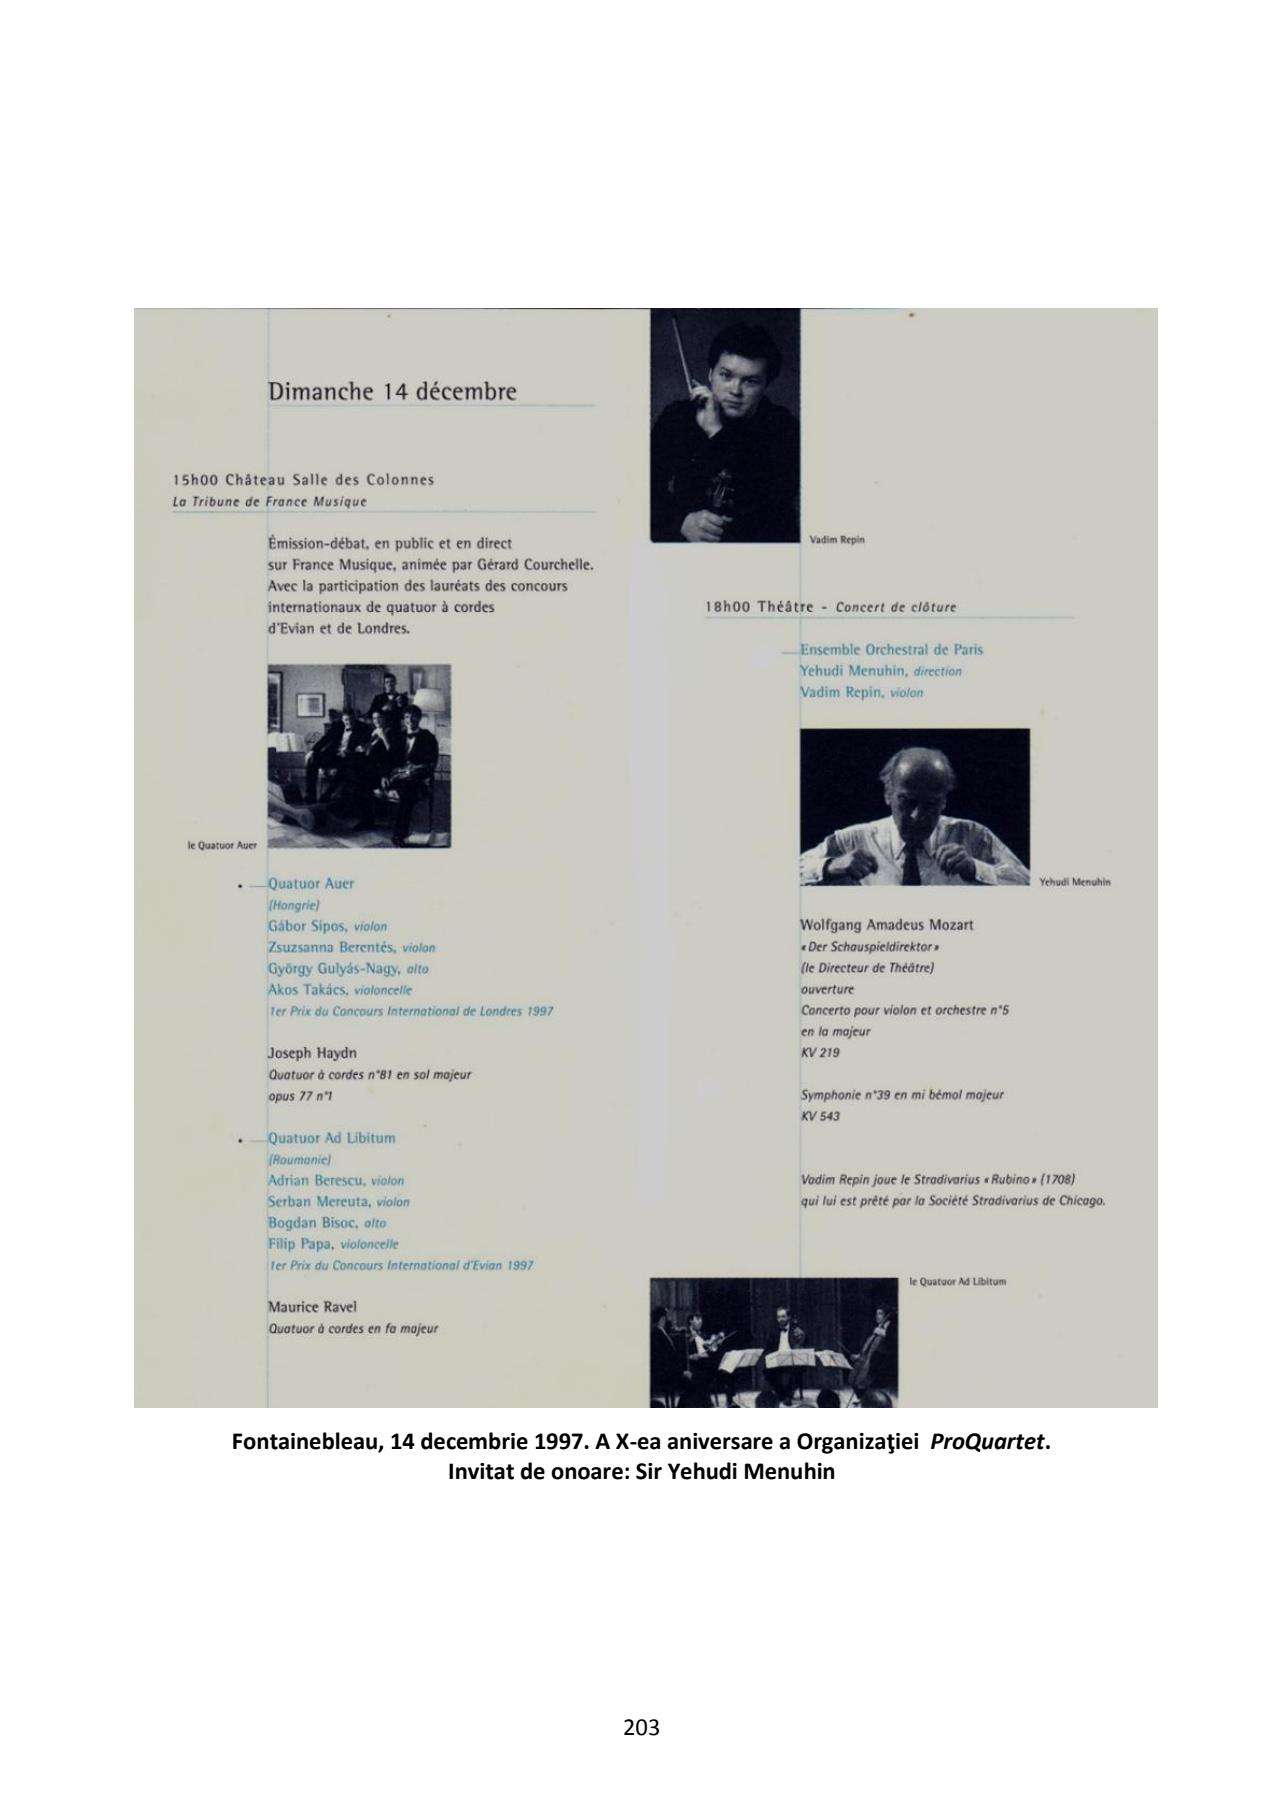 Dimanche 14 décembre
15h00 Château Salle des Colonnes
La Tribune de France Musique
Émission-débat, en public et en direct
sur France Musique, animée par Gérard Courchelle.
Avec la participation des lauréats des concours
internationaux de quatuor à cordes
d'Evian et de Londres.
le Quatuor Auer
Quatuor Auer
(Hongrie)
Gábor Sipos, violon
Zsuzsanna Berentés, violon
György Gulyás-Nagy, alto
Akos Takács, violoncelle
1er Prix du Concours International de Londres 1997
Joseph Haydn
Quatuor à cordes n°81 en sol majeur
opus 77 n°1
Quatuor Ad Libitum
(Roumanie)
Adrian Berescu, violon
Serban Mereuta, violon
Bogdan Bisoc, alto
Filip Papa, violoncelle
1er Prix du Concours International d'Evian 1997
Maurice Ravel
Quatuor à cordes en fa majeur
Vadim Repin
18h00 Théâtre - Concert de clôture
Ensemble Orchestral de Paris
Yehudi Menuhin, direction
Vadim Repin, violon
Yehudi Menuhin
Wolfgang Amadeus Mozart
« Der Schauspieldirektor »
(le Directeur de Théâtre)
ouverture
Concerto pour violon et orchestre n°5
en la majeur
KV 219
Symphonie n°39 en mi bémol majeur
KV 543
Vadim Repin joue le Stradivarius « Rubino » (1708)
qui lui est prêté par la Société Stradivarius de Chicago.
le Quatuor Ad Libitum
Fontainebleau, 14 decembrie 1997. A X-ea aniversare a Organizaţiei ProQuartet.
Invitat de onoare: Sir Yehudi Menuhin
203